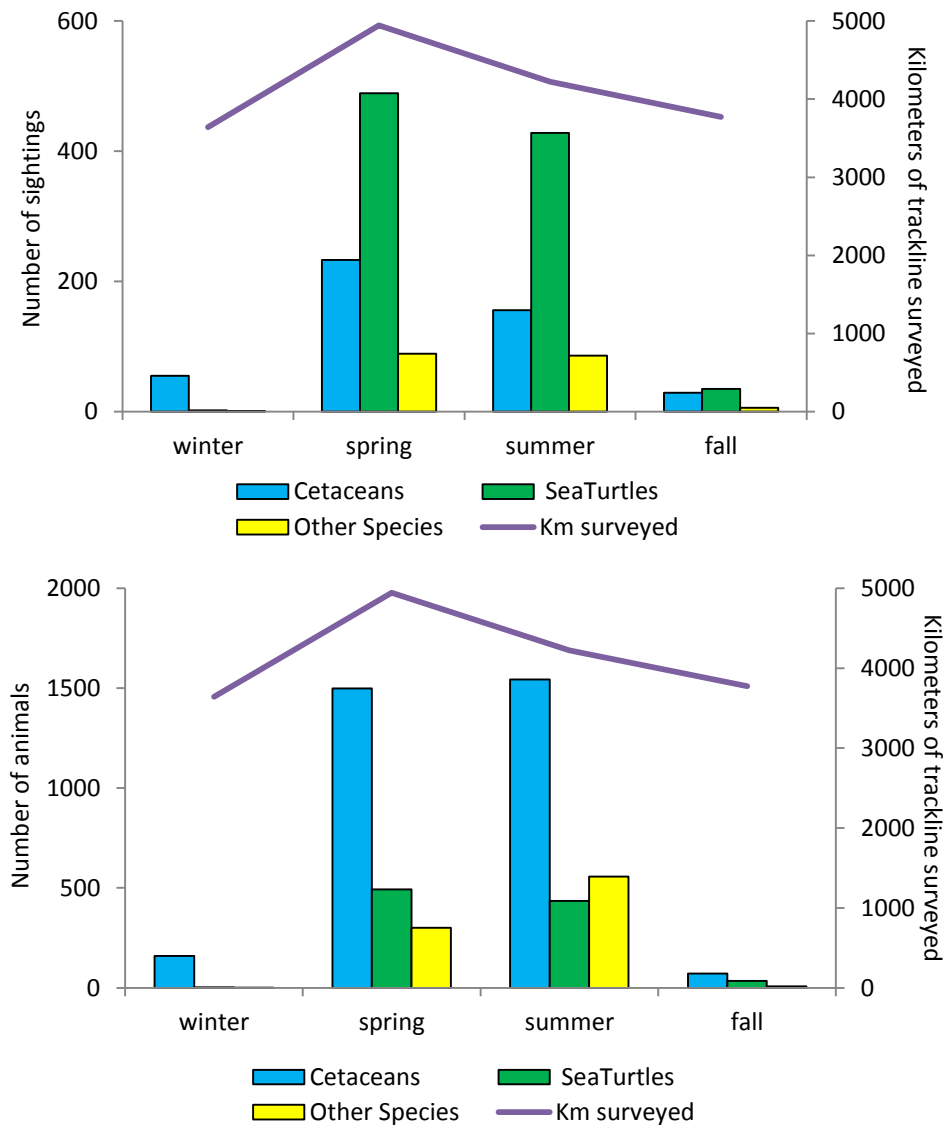 600
400
200
0
Number of sightings
5000
4000
3000
2000
1000
0
Kilometers of trackline surveyed
winter spring summer fall
Cetaceans SeaTurtles
Other Species Km surveyed
2000
1500
1000
500
0
Number of animals
5000
4000
3000
2000
1000
0
Kilometers of trackline surveyed
winter spring summer fall
Cetaceans SeaTurtles
Other Species Km surveyed